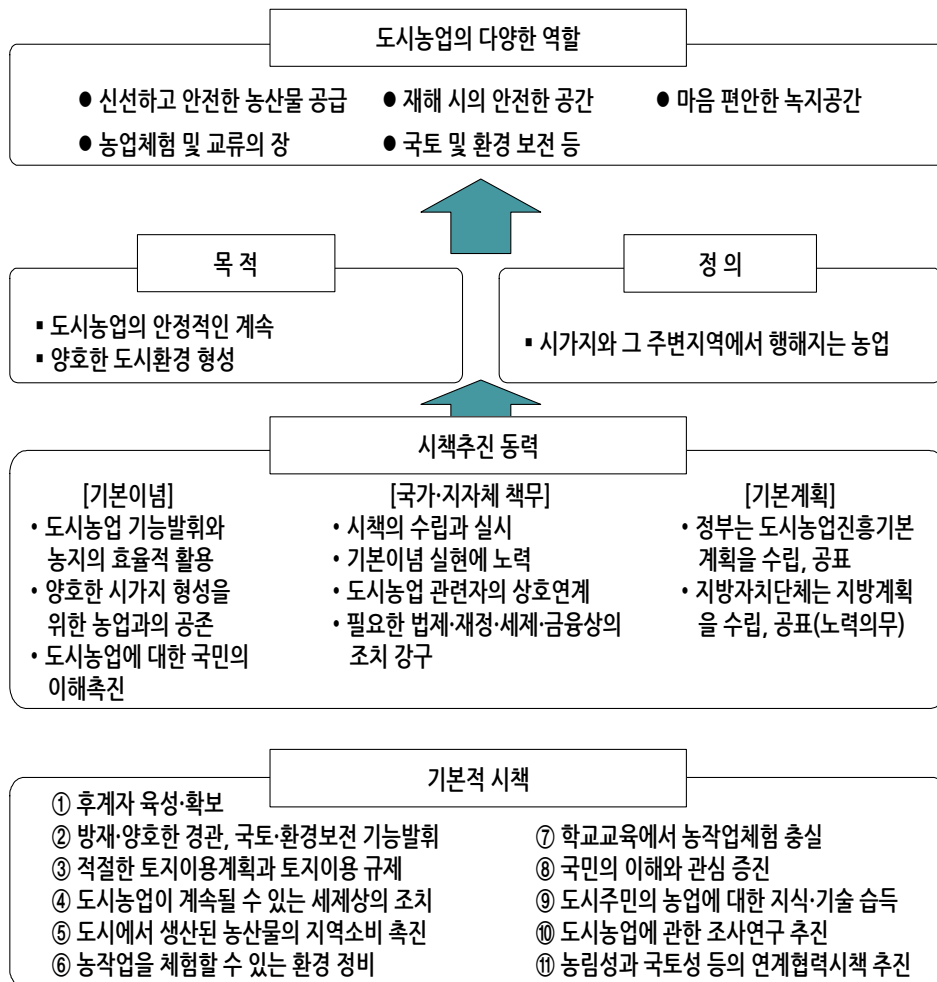 도시농업의 다양한 역할
● 신선하고 안전한 농산물 공급 ● 재해 시의 안전한 공간 ● 마음 편안한 녹지공간
● 농업체험 및 교류의 장 ● 국토 및 환경 보전 등
목 적
▪ 도시농업의 안정적인 계속
▪ 양호한 도시환경 형성
정 의
▪ 시가지와 그 주변지역에서 행해지는 농업
시책추진 동력
[기본이념]
• 도시농업 기능발휘와
농지의 효율적 활용
• 양호한 시가지 형성을
위한 농업과의 공존
• 도시농업에 대한 국민의
이해촉진
[국가·지자체 책무]
• 시책의 수립과 실시
• 기본이념 실현에 노력
• 도시농업 관련자의 상호연계
• 필요한 법제·재정·세제·금융상의
조치 강구
[기본계획]
• 정부는 도시농업진흥기본
계획을 수립, 공표
• 지방자치단체는 지방계획
을 수립, 공표(노력의무)
기본적 시책
① 후계자 육성·확보
② 방재·양호한 경관, 국토·환경보전 기능발휘
③ 적절한 토지이용계획과 토지이용 규제
④ 도시농업이 계속될 수 있는 세제상의 조치
⑤ 도시에서 생산된 농산물의 지역소비 촉진
⑥ 농작업을 체험할 수 있는 환경 정비
⑦ 학교교육에서 농작업체험 충실
⑧ 국민의 이해와 관심 증진
⑨ 도시주민의 농업에 대한 지식·기술 습득
⑩ 도시농업에 관한 조사연구 추진
⑪ 농림성과 국토성 등의 연계협력시책 추진